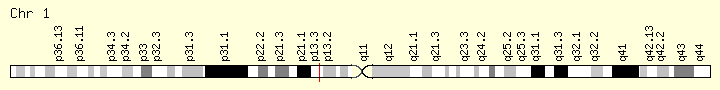 Chr 1
p36.13
p36.11
p34.3
p34.2
p33
p32.3
p31.3
p31.1
p22.2
p21.3
p21.1
p13.3
p13.2
q11
q12
q21.1
q21.3
q23.3
q24.2
q25.2
q25.3
q31.1
q31.3
q32.1
q32.2
q41
q42.13
q42.2
q43
q44